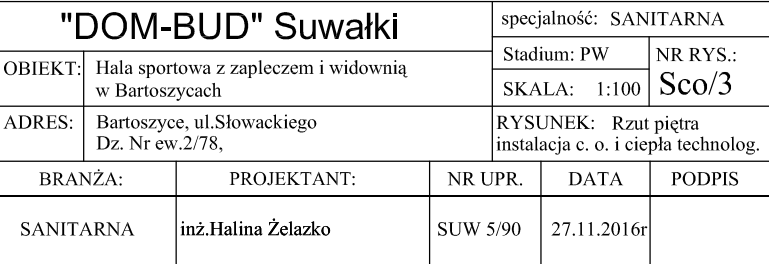 "DOM-BUD" Suwałki
specjalność: SANITARNA
Stadium: PW
NR RYS.:
SKALA: 1:100
Sco/3
OBIEKT: Hala sportowa z zapleczem i widownią
w Bartoszycach
ADRES: Bartoszyce, ul.Słowackiego
Dz. Nr ew.2/78,
RYSUNEK: Rzut piętra
instalacja c. o. i ciepła technolog.
BRANŻA: PROJEKTANT: NR UPR. DATA PODPIS
SANITARNA inż.Halina Żelazko SUW 5/90 27.11.2016r